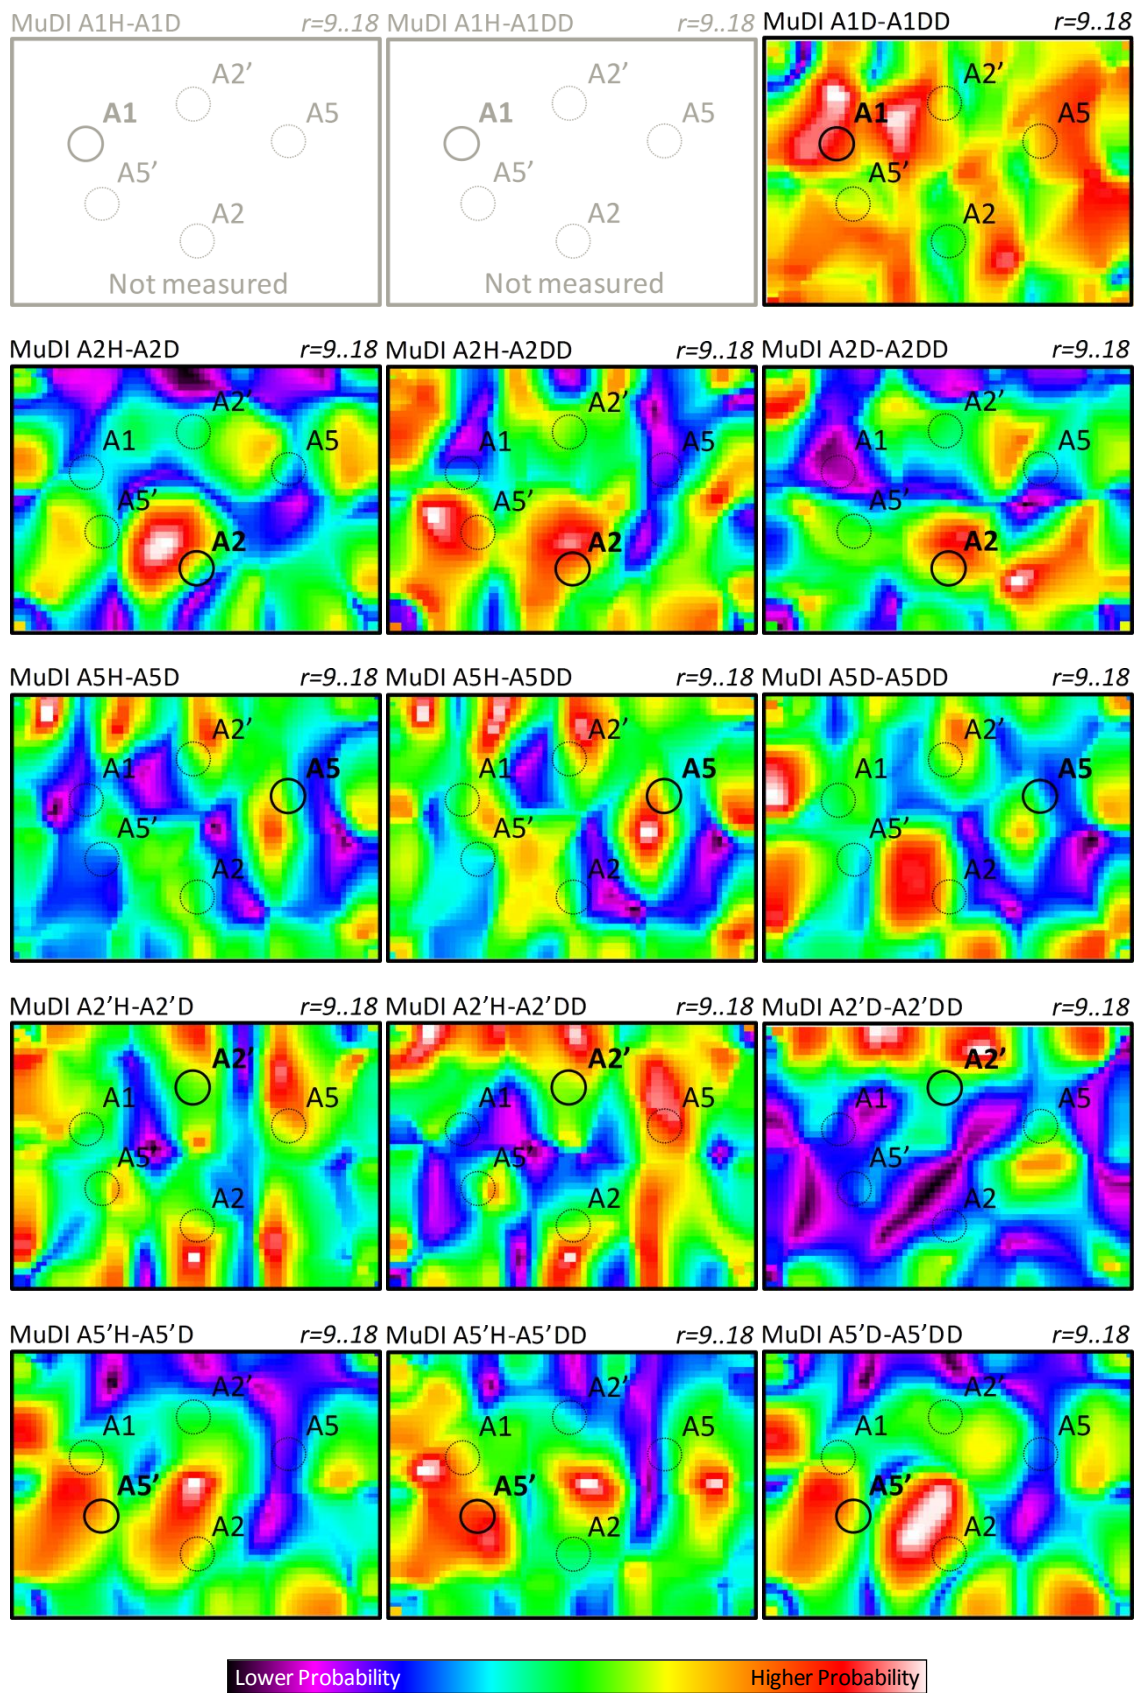 MuDI A1H-A1D r=9..18 MuDI A1H-A1DD r=9..18 MuDI A1D-A1DD r=9..18
A2’ A2’ A2’
A1 A5 A1 A5 A1 A5
A5’ A5’ A5’
A2 A2 A2
Not measured Not measured
MuDI A2H-A2D r=9..18 MuDI A2H-A2DD r=9..18 MuDI A2D-A2DD r=9..18
A2’ A2’ A2’
A1 A5 A1 A5 A1 A5
A5’ A5’ A5’
A2 A2 A2
MuDI A5H-A5D r=9..18 MuDI A5H-A5DD r=9..18 MuDI A5D-A5DD r=9..18
A2’ A2’ A2’
A1 A5 A1 A5 A1 A5
A5’ A5’ A5’
A2 A2 A2
MuDI A2’H-A2’D r=9..18 MuDI A2’H-A2’DD r=9..18 MuDI A2’D-A2’DD r=9..18
A2’ A2’ A2’
A1 A5 A1 A5 A1 A5
A5’ A5’ A5’
A2 A2 A2
MuDI A5’H-A5’D r=9..18 MuDI A5’H-A5’DD r=9..18 MuDI A5’D-A5’DD r=9..18
A2’ A2’ A2’
A1 A5 A1 A5 A1 A5
A5’ A5’ A5’
A2 A2 A2
Lower Probability Higher Probability